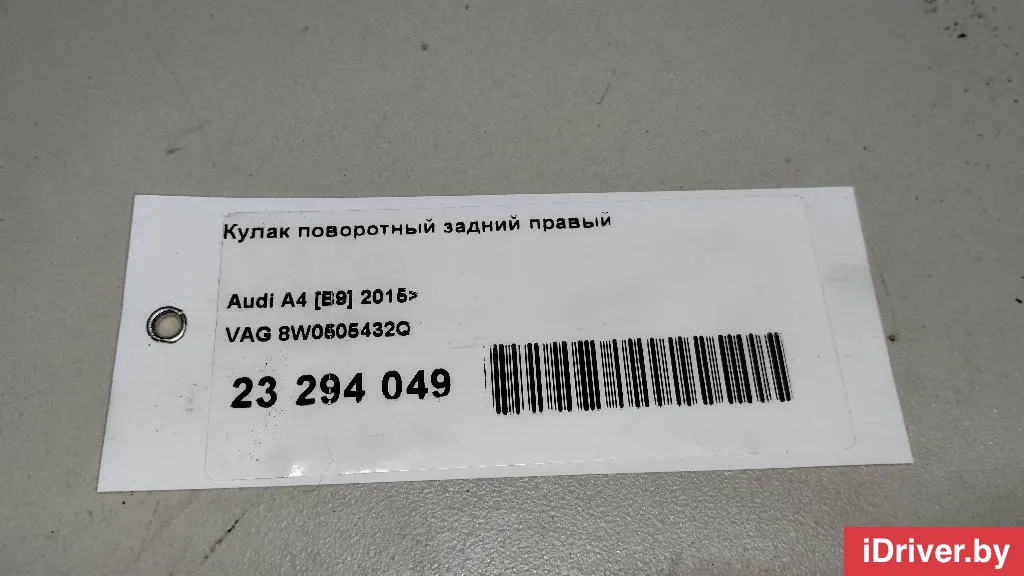 Кулак поворотный задний правый
Audi A4 [B9] 2015>
VAG 8W0505432Q
23 294 049
iDriver.by